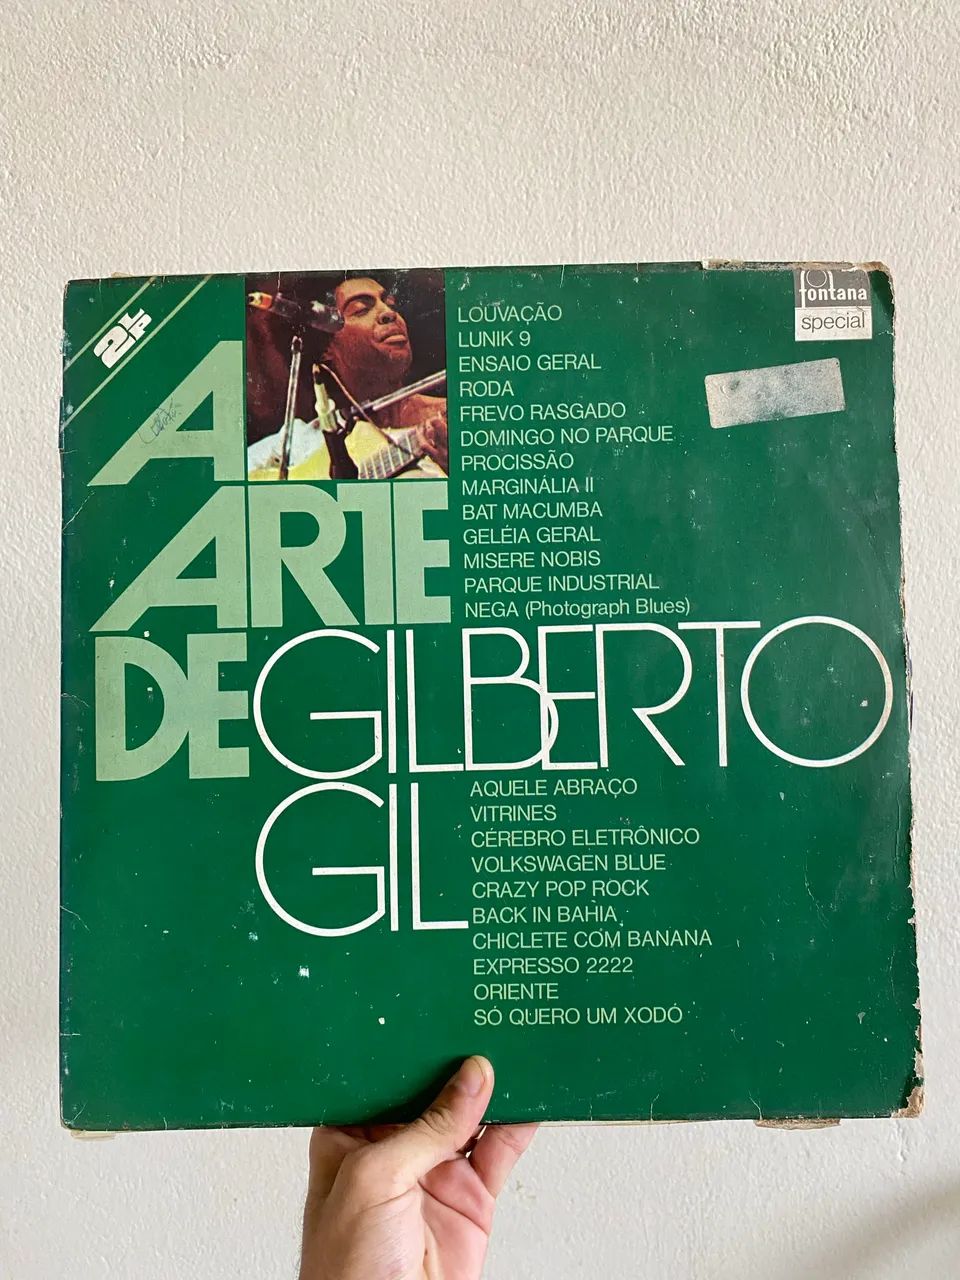 2LP
A
ARTE
DE GILBERTO
GIL
fontana
special
LOUVAÇÃO
LUNIK 9
ENSAIO GERAL
RODA
FREVO RASGADO
DOMINGO NO PARQUE
PROCISSÃO
MARGINÁLIA II
BAT MACUMBA
GELÉIA GERAL
MISERE NOBIS
PARQUE INDUSTRIAL
NEGA (Photograph Blues)
AQUELE ABRAÇO
VITRINES
CÉREBRO ELETRÔNICO
VOLKSWAGEN BLUE
CRAZY POP ROCK
BACK IN BAHIA
CHICLETE COM BANANA
EXPRESSO 2222
ORIENTE
SÓ QUERO UM XODÓ